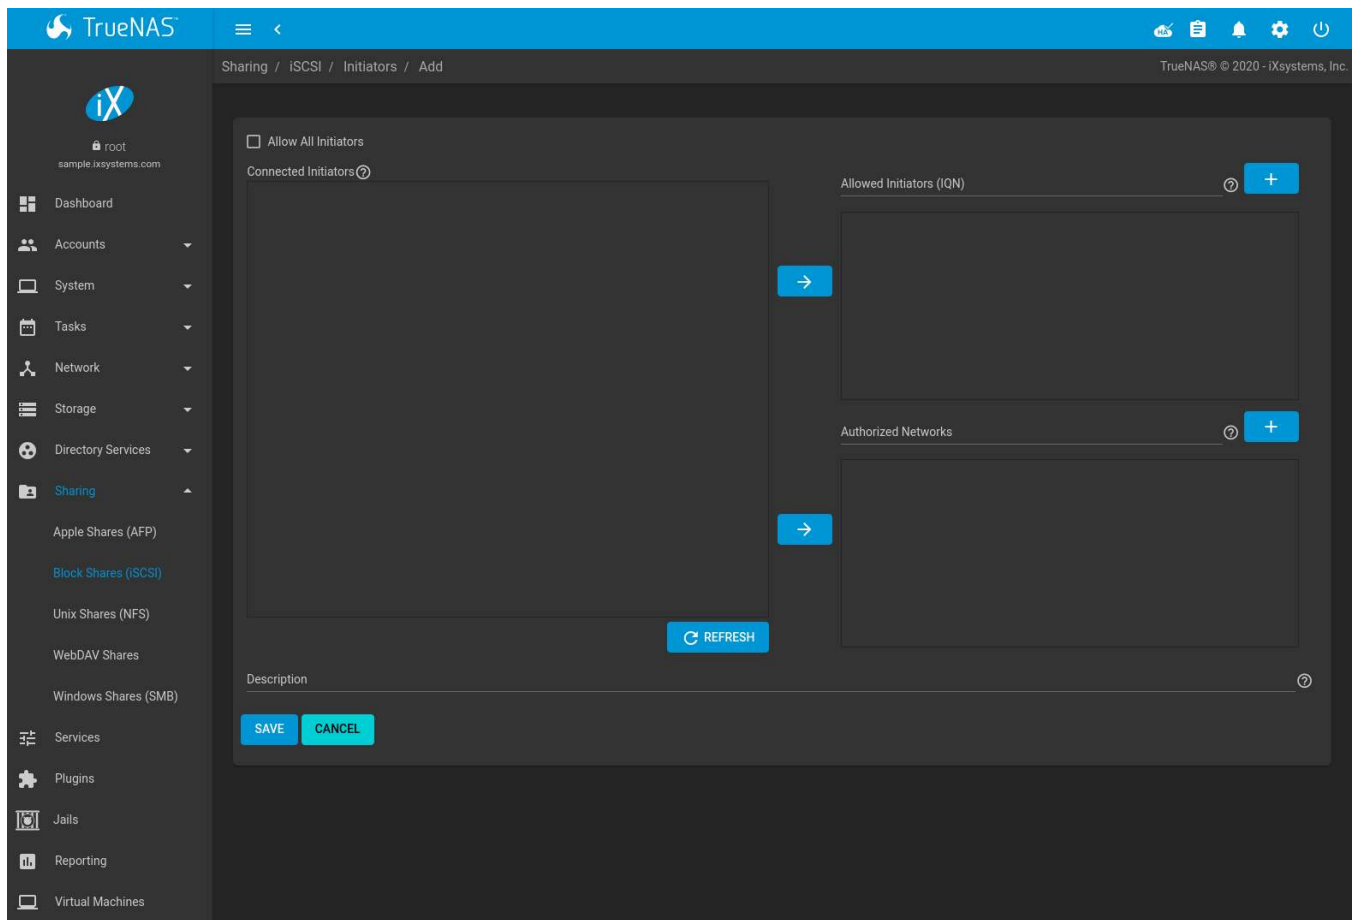 TrueNAS™
HA
Sharing / iSCSI / Initiators / Add
TrueNAS® © 2020 - iXsystems, Inc.
iX
root
sample.ixsystems.com
Dashboard
Accounts
System
Tasks
Network
Storage
Directory Services
Sharing
Apple Shares (AFP)
Block Shares (iSCSI)
Unix Shares (NFS)
WebDAV Shares
Windows Shares (SMB)
Services
Plugins
Jails
Reporting
Virtual Machines
Allow All Initiators
Connected Initiators
REFRESH
Allowed Initiators (IQN)
Authorized Networks
Description
SAVE
CANCEL